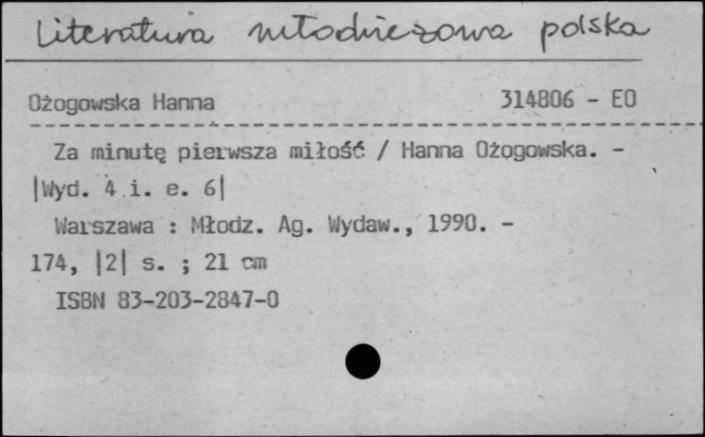 Literatura młodzieżowa polska
Ożogowska Hanna 314806 - EO
Za minutę pierwsza miłość / Hanna Ożogowska. -
|Wyd. 4 i. e. 6|
Warszawa : Młodz. Ag. Wydaw., 1990. -
174, |2| s. ; 21 cm
ISBN 83-203-2847-0